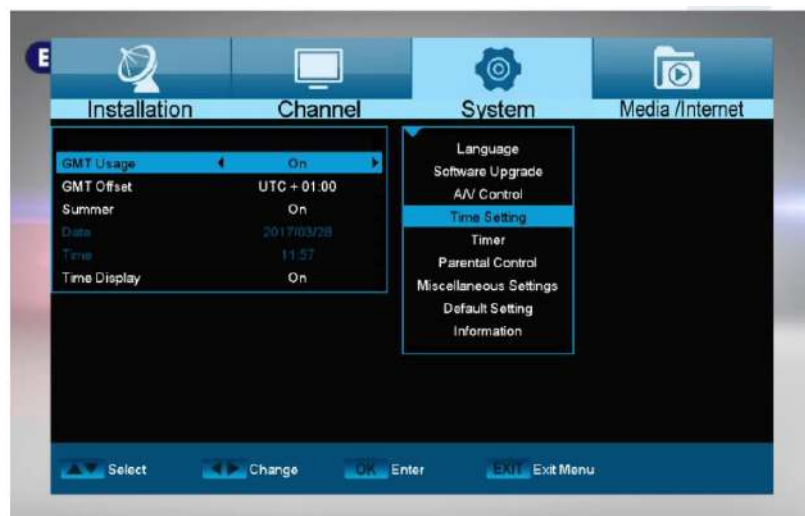 E
Installation Channel System Media /Internet
GMT Usage On
GMT Offset UTC + 01:00
Summer On
Date 2017/03/28
Time 11:57
Time Display On
Language
Software Upgrade
A/V Control
Time Setting
Timer
Parental Control
Miscellaneous Settings
Default Setting
Information
Select Change OK Enter EXIT Exit Menu